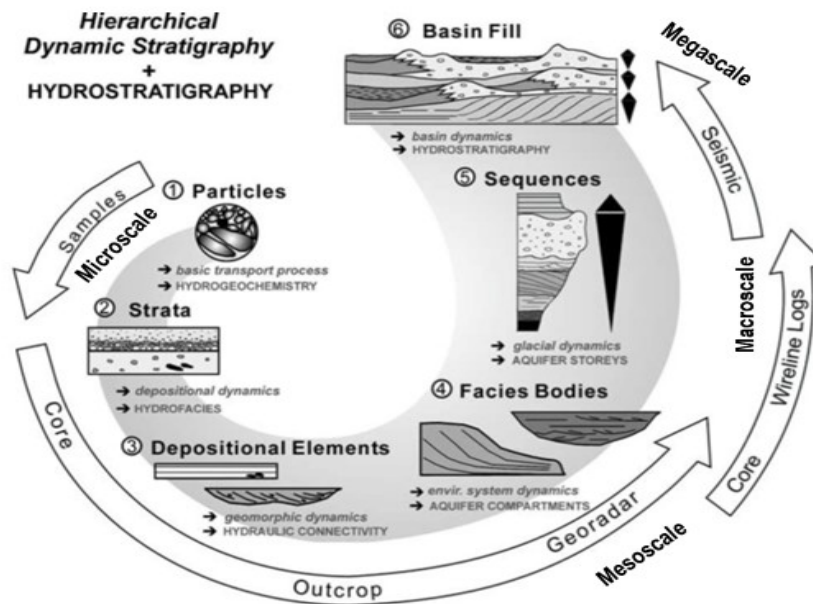 Hierarchical
Dynamic Stratigraphy
+
HYDROSTRATIGRAPHY
① Particles
→ basic transport process
→ HYDROGEOCHEMISTRY
② Strata
→ depositional dynamics
→ HYDROFACIES
③ Depositional Elements
→ geomorphic dynamics
→ HYDRAULIC CONNECTIVITY
④ Facies Bodies
→ envir. system dynamics
→ AQUIFER COMPARTMENTS
⑤ Sequences
→ glacial dynamics
→ AQUIFER STOREYS
⑥ Basin Fill
→ basin dynamics
→ HYDROSTRATIGRAPHY
Samples
Microscale
Core
Outcrop
Georadar
Mesoscale
Core
Wireline Logs
Macroscale
Seismic
Megascale